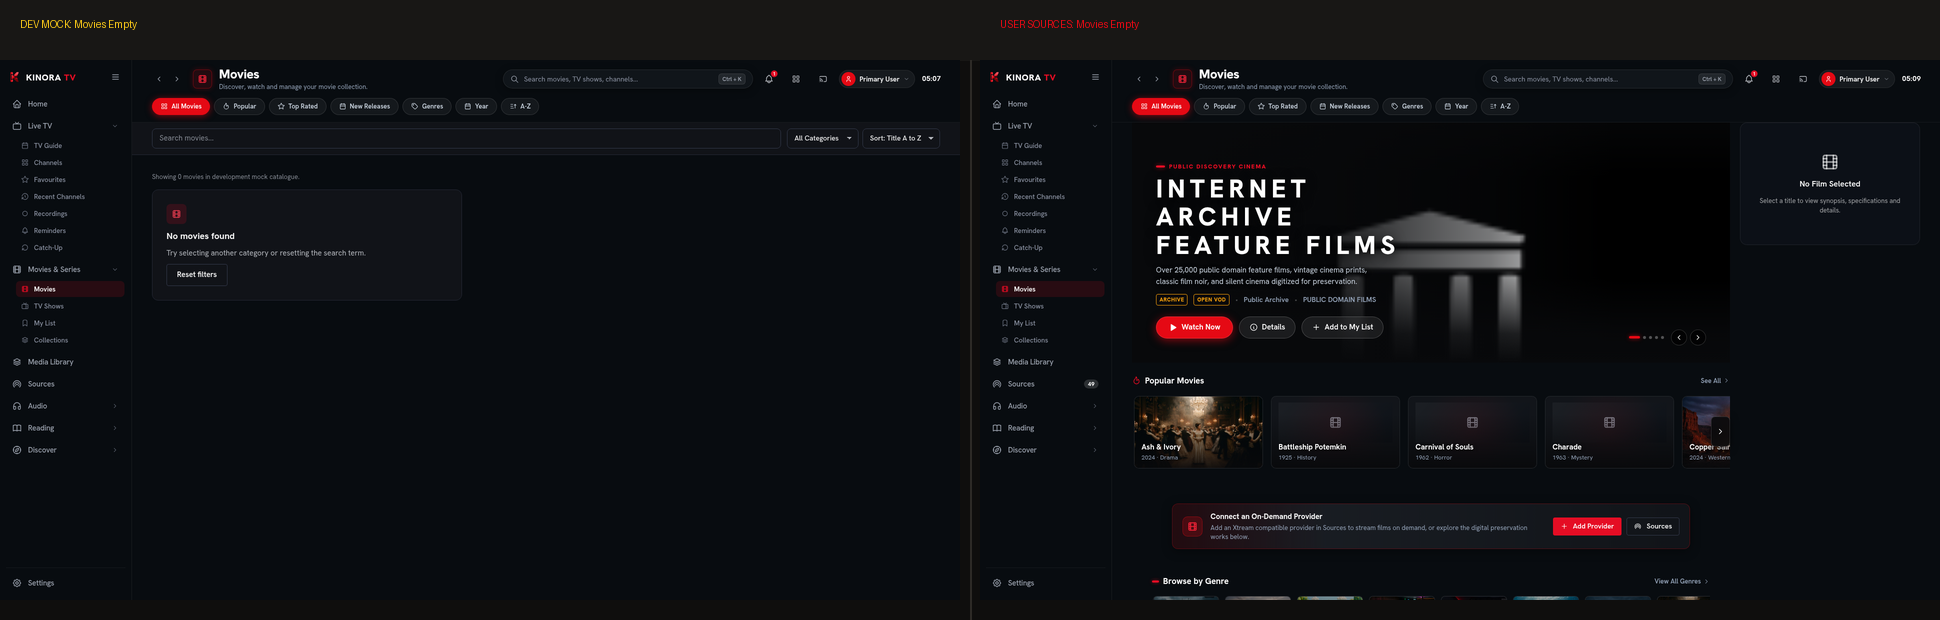 DEV MOCK: Movies Empty
KINORA TV
Home
Live TV
TV Guide
Channels
Favourites
Recent Channels
Recordings
Reminders
Catch-Up
Movies & Series
Movies
TV Shows
My List
Collections
Media Library
Sources
Audio
Reading
Discover
Settings
Movies
Discover, watch and manage your movie collection.
Search movies, TV shows, channels...
Ctrl + K
1
Primary User
05:07
All Movies
Popular
Top Rated
New Releases
Genres
Year
A-Z
Search movies...
All Categories
Sort: Title A to Z
Showing 0 movies in development mock catalogue.
No movies found
Try selecting another category or resetting the search term.
Reset filters
USER SOURCES: Movies Empty
KINORA TV
Home
Live TV
TV Guide
Channels
Favourites
Recent Channels
Recordings
Reminders
Catch-Up
Movies & Series
Movies
TV Shows
My List
Collections
Media Library
Sources 49
Audio
Reading
Discover
Settings
Movies
Discover, watch and manage your movie collection.
Search movies, TV shows, channels...
Ctrl + K
1
Primary User
05:09
All Movies
Popular
Top Rated
New Releases
Genres
Year
A-Z
PUBLIC DISCOVERY CINEMA
INTERNET
ARCHIVE
FEATURE FILMS
Over 25,000 public domain feature films, vintage cinema prints,
classic film noir, and silent cinema digitized for preservation.
ARCHIVE
OPEN VOD
· Public Archive · PUBLIC DOMAIN FILMS
Watch Now
Details
Add to My List
No Film Selected
Select a title to view synopsis, specifications and
details.
Popular Movies
See All
Ash & Ivory
2024 · Drama
Battleship Potemkin
1925 · History
Carnival of Souls
1962 · Horror
Charade
1963 · Mystery
Copper
2024 · Western
Connect an On-Demand Provider
Add an Xtream compatible provider in Sources to stream films on demand, or explore the digital preservation
works below.
Add Provider
Sources
Browse by Genre
View All Genres